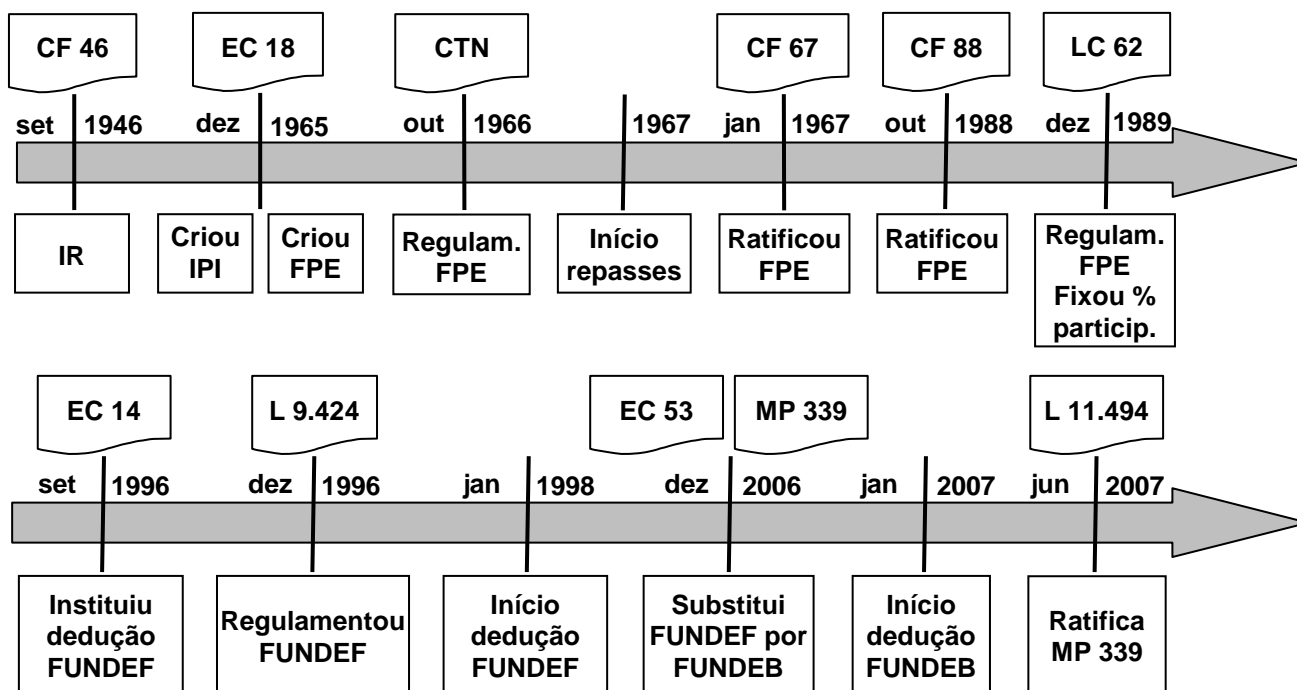 CF 46
EC 18
CTN
CF 67
CF 88
LC 62
set 1946
dez 1965
out 1966
1967
jan 1967
out 1988
dez 1989
IR
Criou
IPI
Criou
FPE
Regulam.
FPE
Início
repasses
Ratificou
FPE
Ratificou
FPE
Regulam.
FPE
Fixou %
particip.
EC 14
L 9.424
EC 53
MP 339
L 11.494
set 1996
dez 1996
jan 1998
dez 2006
jan 2007
jun 2007
Instituiu
dedução
FUNDEF
Regulamentou
FUNDEF
Início
dedução
FUNDEF
Substitui
FUNDEF por
FUNDEB
Início
dedução
FUNDEB
Ratifica
MP 339